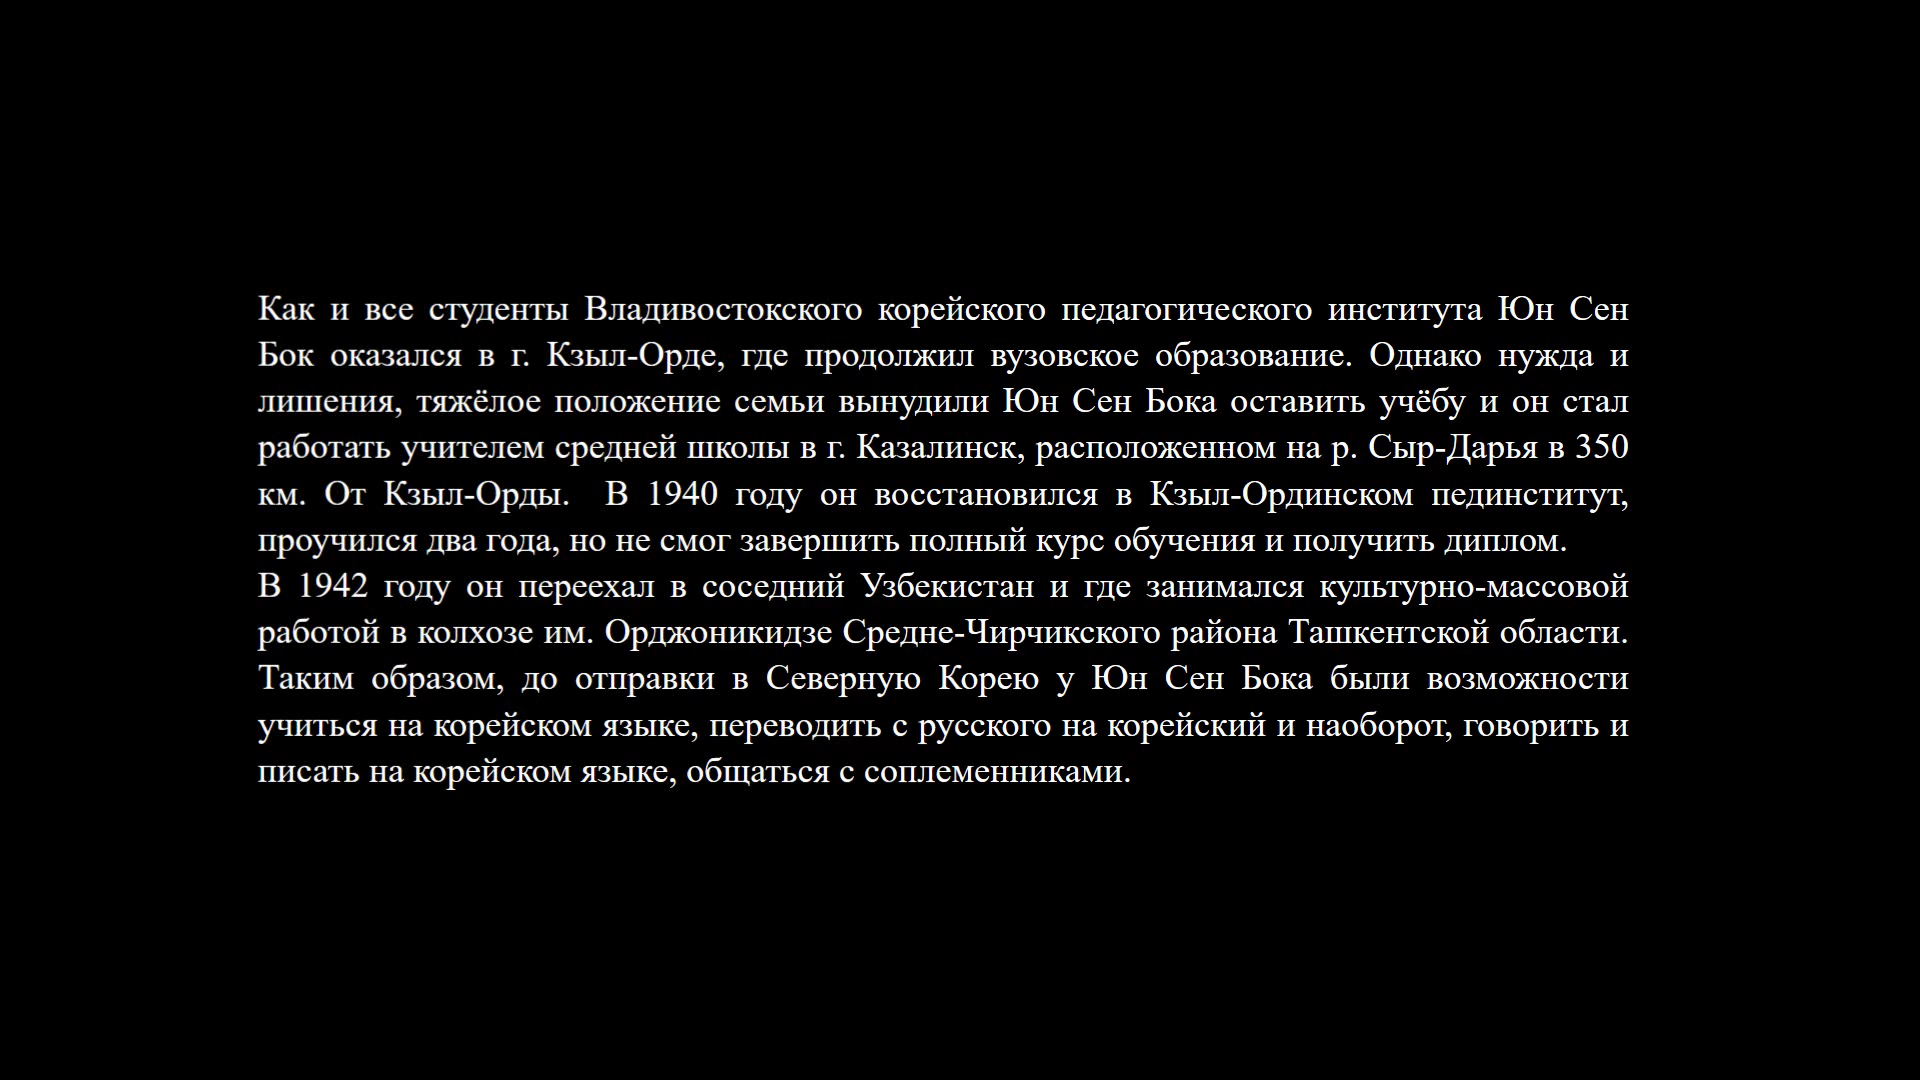 Как и все студенты Владивостокского корейского педагогического института Юн Сен
Бок оказался в г. Кзыл-Орде, где продолжил вузовское образование. Однако нужда и
лишения, тяжёлое положение семьи вынудили Юн Сен Бока оставить учёбу и он стал
работать учителем средней школы в г. Казалинск, расположенном на р. Сыр-Дарья в 350
км. От Кзыл-Орды.  В 1940 году он восстановился в Кзыл-Ординском пединститут,
проучился два года, но не смог завершить полный курс обучения и получить диплом.
В 1942 году он переехал в соседний Узбекистан и где занимался культурно-массовой
работой в колхозе им. Орджоникидзе Средне-Чирчикского района Ташкентской области.
Таким образом, до отправки в Северную Корею у Юн Сен Бока были возможности
учиться на корейском языке, переводить с русского на корейский и наоборот, говорить и
писать на корейском языке, общаться с соплеменниками.